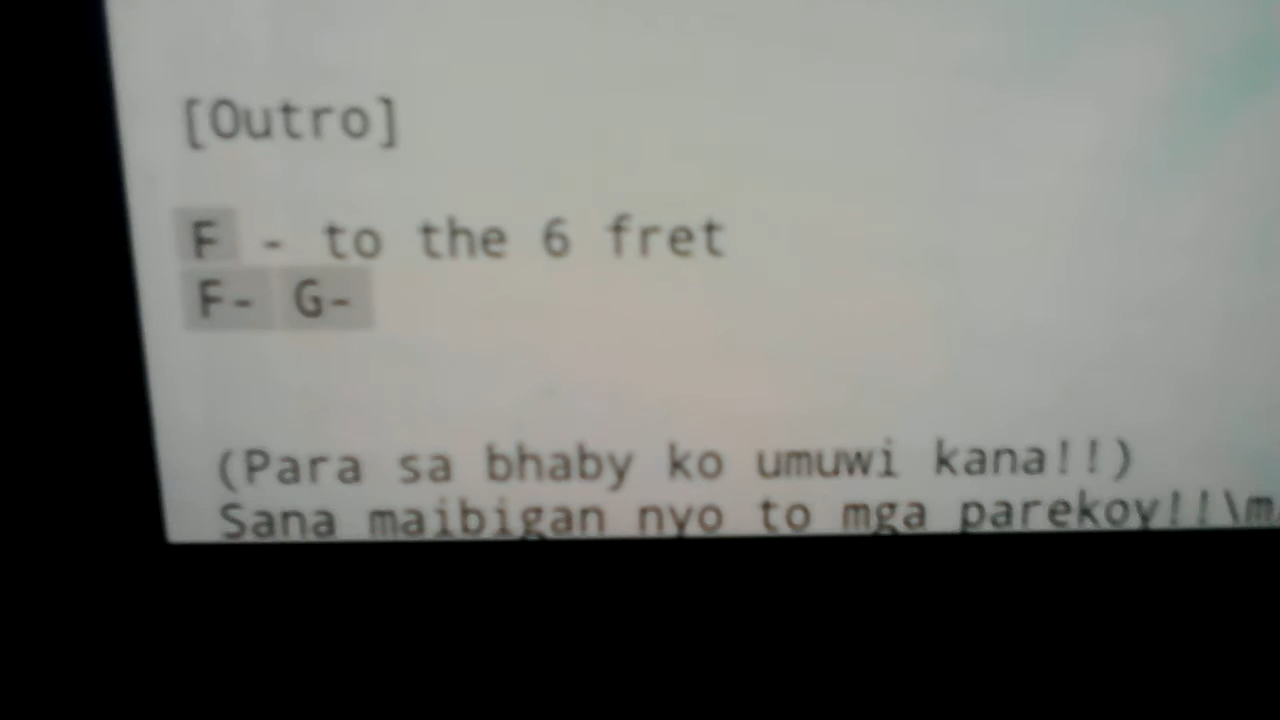 [Outro]
F - to the 6 fret
F- G-
(Para sa bhaby ko umuwi kana!!)
Sana maibigan nyo to mga parekoy!!\m